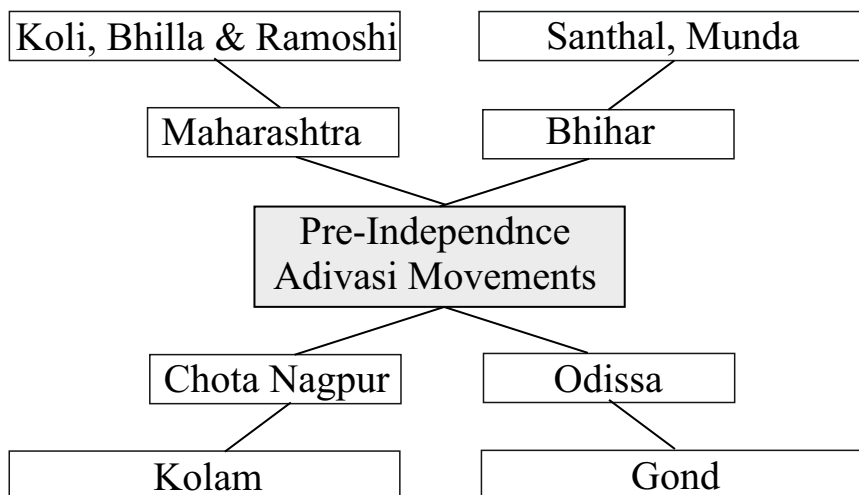 Koli, Bhilla & Ramoshi
Santhal, Munda
Maharashtra
Bhihar
Pre-Independnce
Adivasi Movements
Chota Nagpur
Odissa
Kolam
Gond